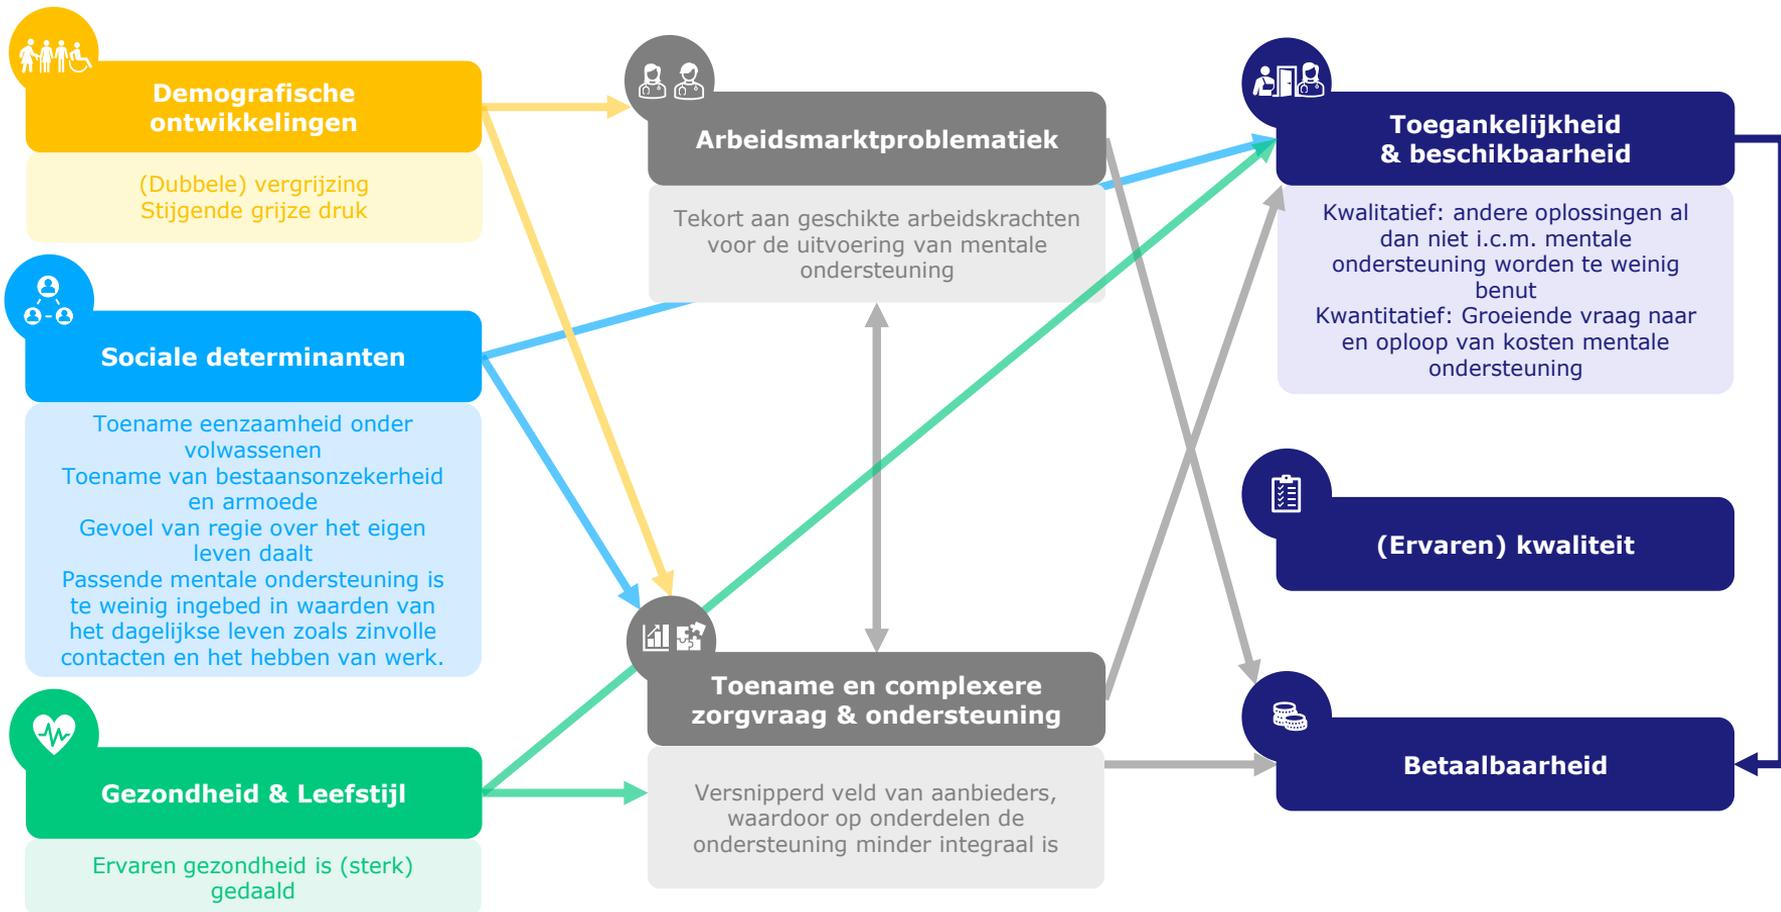 Demografische
ontwikkelingen
(Dubbele) vergrijzing
Stijgende grijze druk
Sociale determinanten
Toename eenzaamheid onder
volwassenen
Toename van bestaansonzekerheid
en armoede
Gevoel van regie over het eigen
leven daalt
Passende mentale ondersteuning is
te weinig ingebed in waarden van
het dagelijkse leven zoals zinvolle
contacten en het hebben van werk.
Gezondheid & Leefstijl
Ervaren gezondheid is (sterk)
gedaald
Arbeidsmarktproblematiek
Tekort aan geschikte arbeidskrachten
voor de uitvoering van mentale
ondersteuning
Toename en complexere
zorgvraag & ondersteuning
Versnipperd veld van aanbieders,
waardoor op onderdelen de
ondersteuning minder integraal is
Toegankelijkheid
& beschikbaarheid
Kwalitatief: andere oplossingen al
dan niet i.c.m. mentale
ondersteuning worden te weinig
benut
Kwantitatief: Groeiende vraag naar
en oploop van kosten mentale
ondersteuning
(Ervaren) kwaliteit
Betaalbaarheid